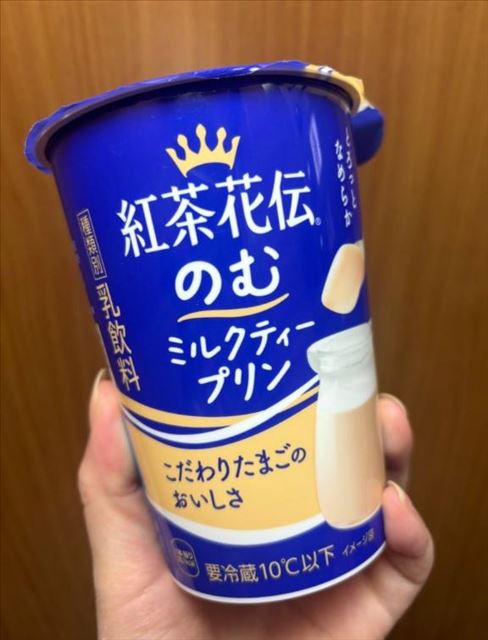 紅茶花伝®
のむ
ミルクティー
プリン
とろっと
なめらか
種類別
乳飲料
こだわりたまごの
おいしさ
要冷蔵10℃以下
イメージ図